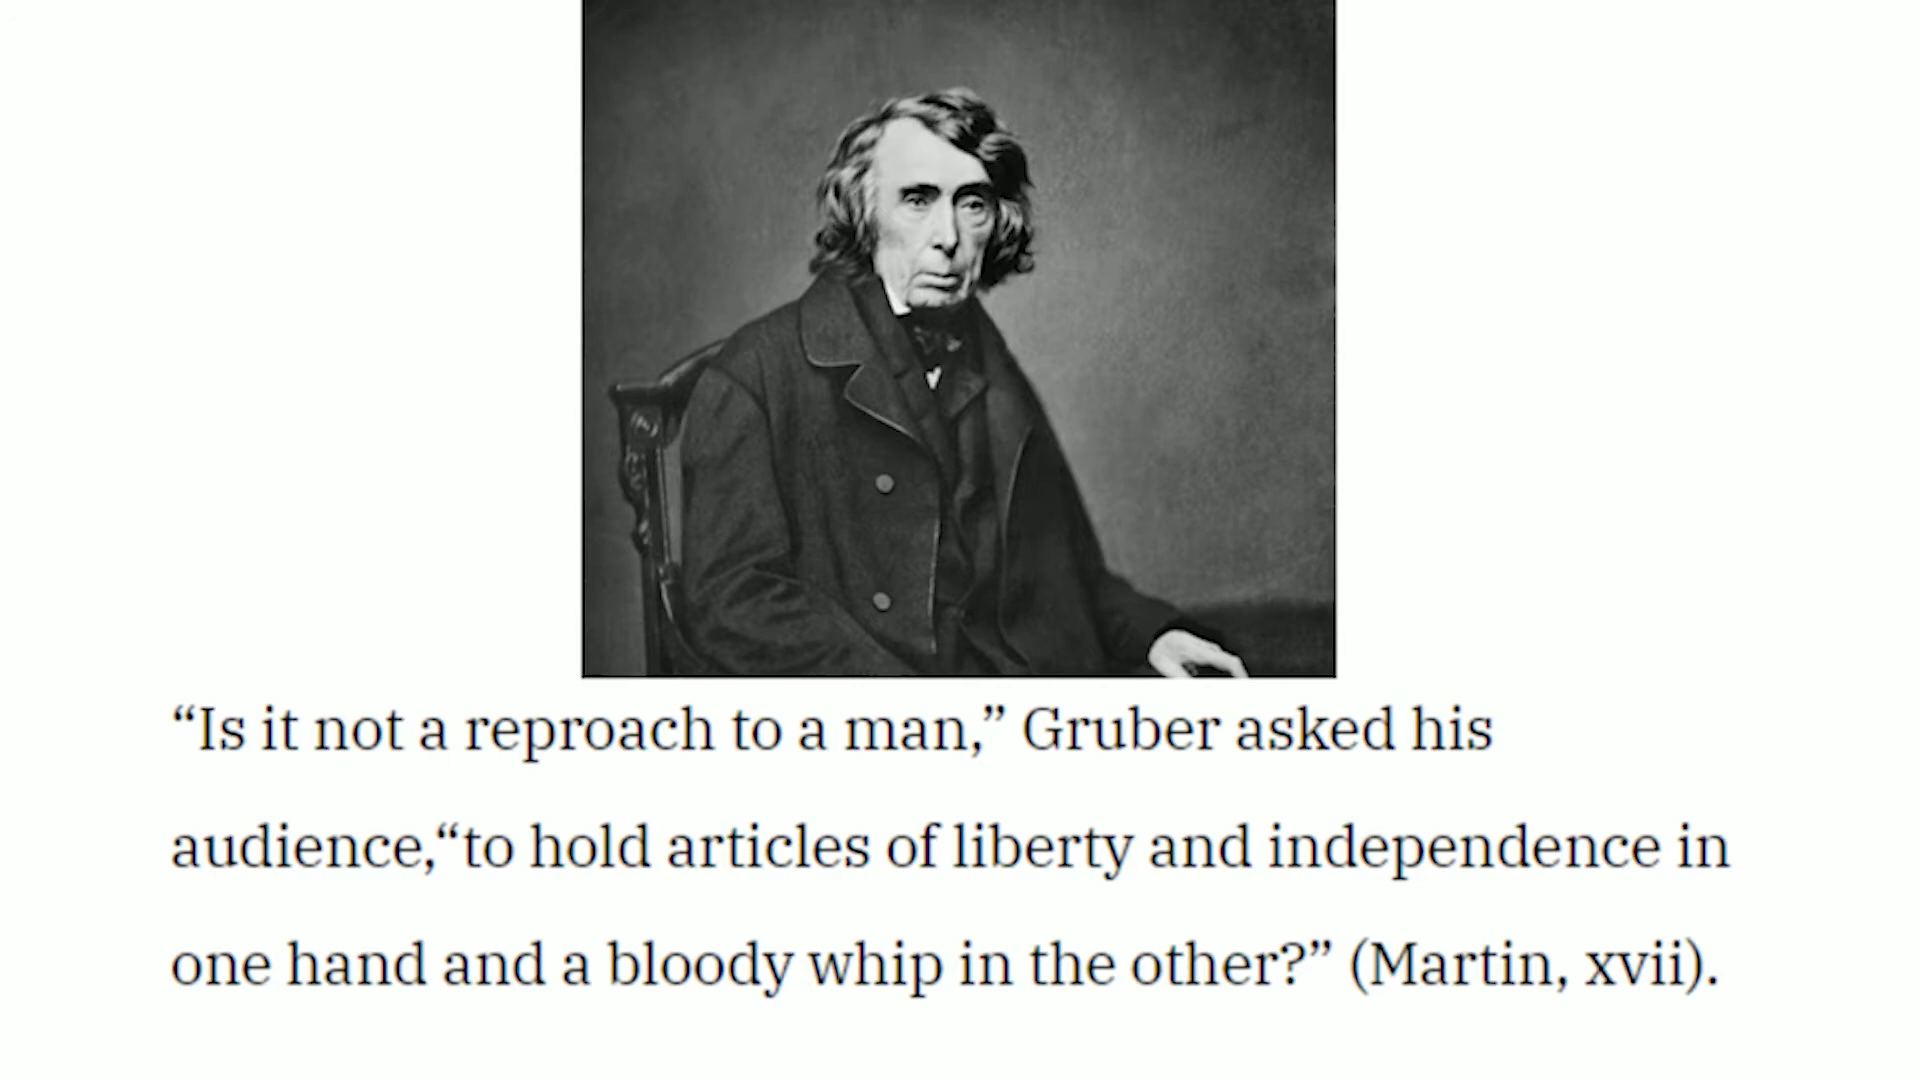 “Is it not a reproach to a man,” Gruber asked his
audience,“to hold articles of liberty and independence in
one hand and a bloody whip in the other?” (Martin, xvii).